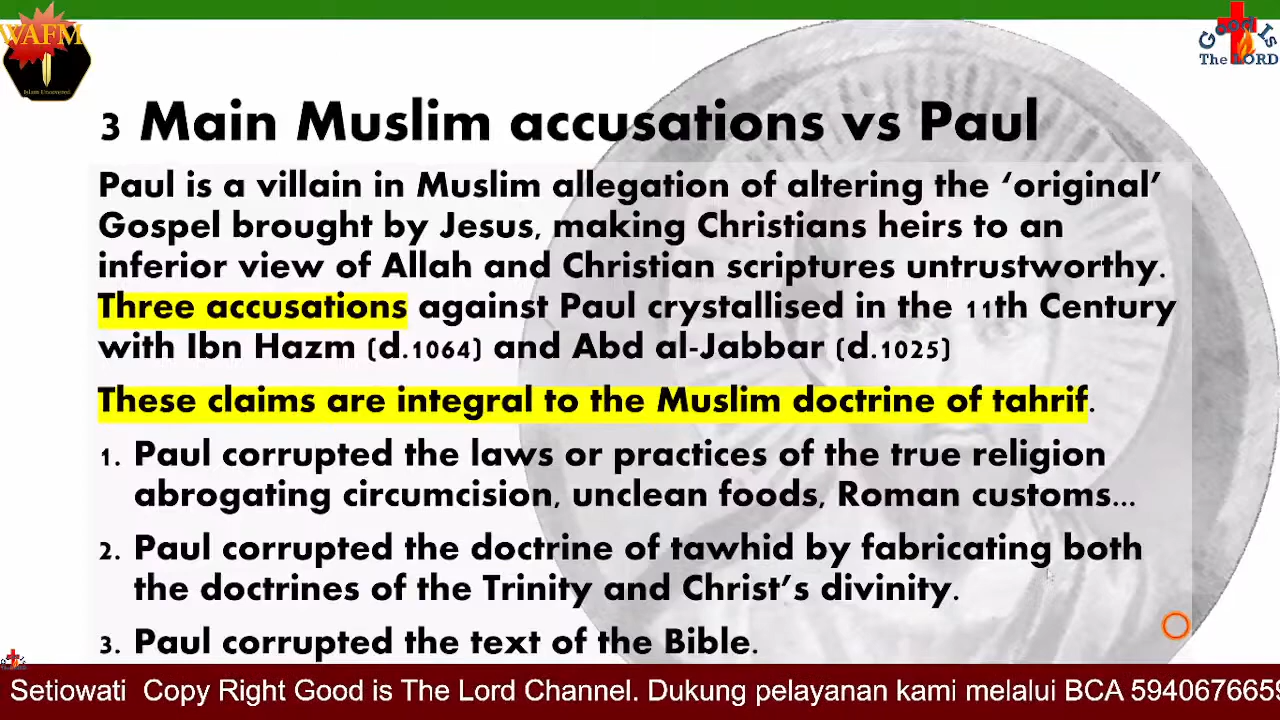 WAFM
Islam Uncovered
Good Is
The LORD
3 Main Muslim accusations vs Paul
Paul is a villain in Muslim allegation of altering the ‘original’
Gospel brought by Jesus, making Christians heirs to an
inferior view of Allah and Christian scriptures untrustworthy.
Three accusations against Paul crystallised in the 11th Century
with Ibn Hazm (d.1064) and Abd al-Jabbar (d.1025)
These claims are integral to the Muslim doctrine of tahrif.
1. Paul corrupted the laws or practices of the true religion
abrogating circumcision, unclean foods, Roman customs...
2. Paul corrupted the doctrine of tawhid by fabricating both
the doctrines of the Trinity and Christ’s divinity.
3. Paul corrupted the text of the Bible.
Setiowati Copy Right Good is The Lord Channel. Dukung pelayanan kami melalui BCA 5940676659